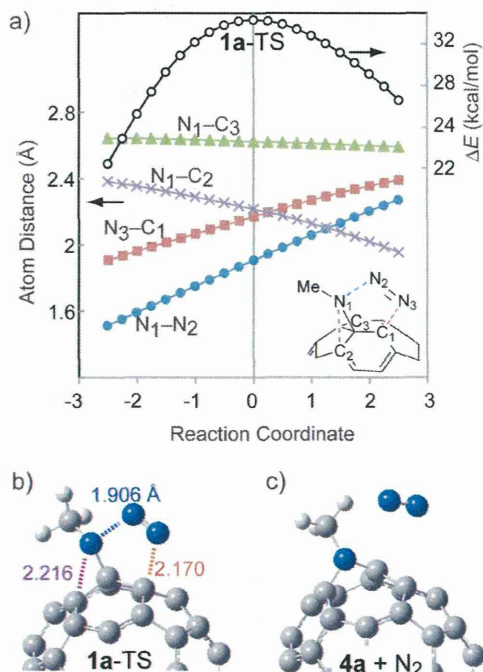 a)
1a-TS
N1–C3
N1–C2
N3–C1
N1–N2
2.8
2.4
2
1.6
Atom Distance (Å)
32
28
24
22
ΔE (kcal/mol)
Me
N1
N2
N3
C3
C1
C2
-3 -2 -1 0 1 2 3
Reaction Coordinate
b)
1.906 Å
2.216
2.170
1a-TS
c)
4a + N2